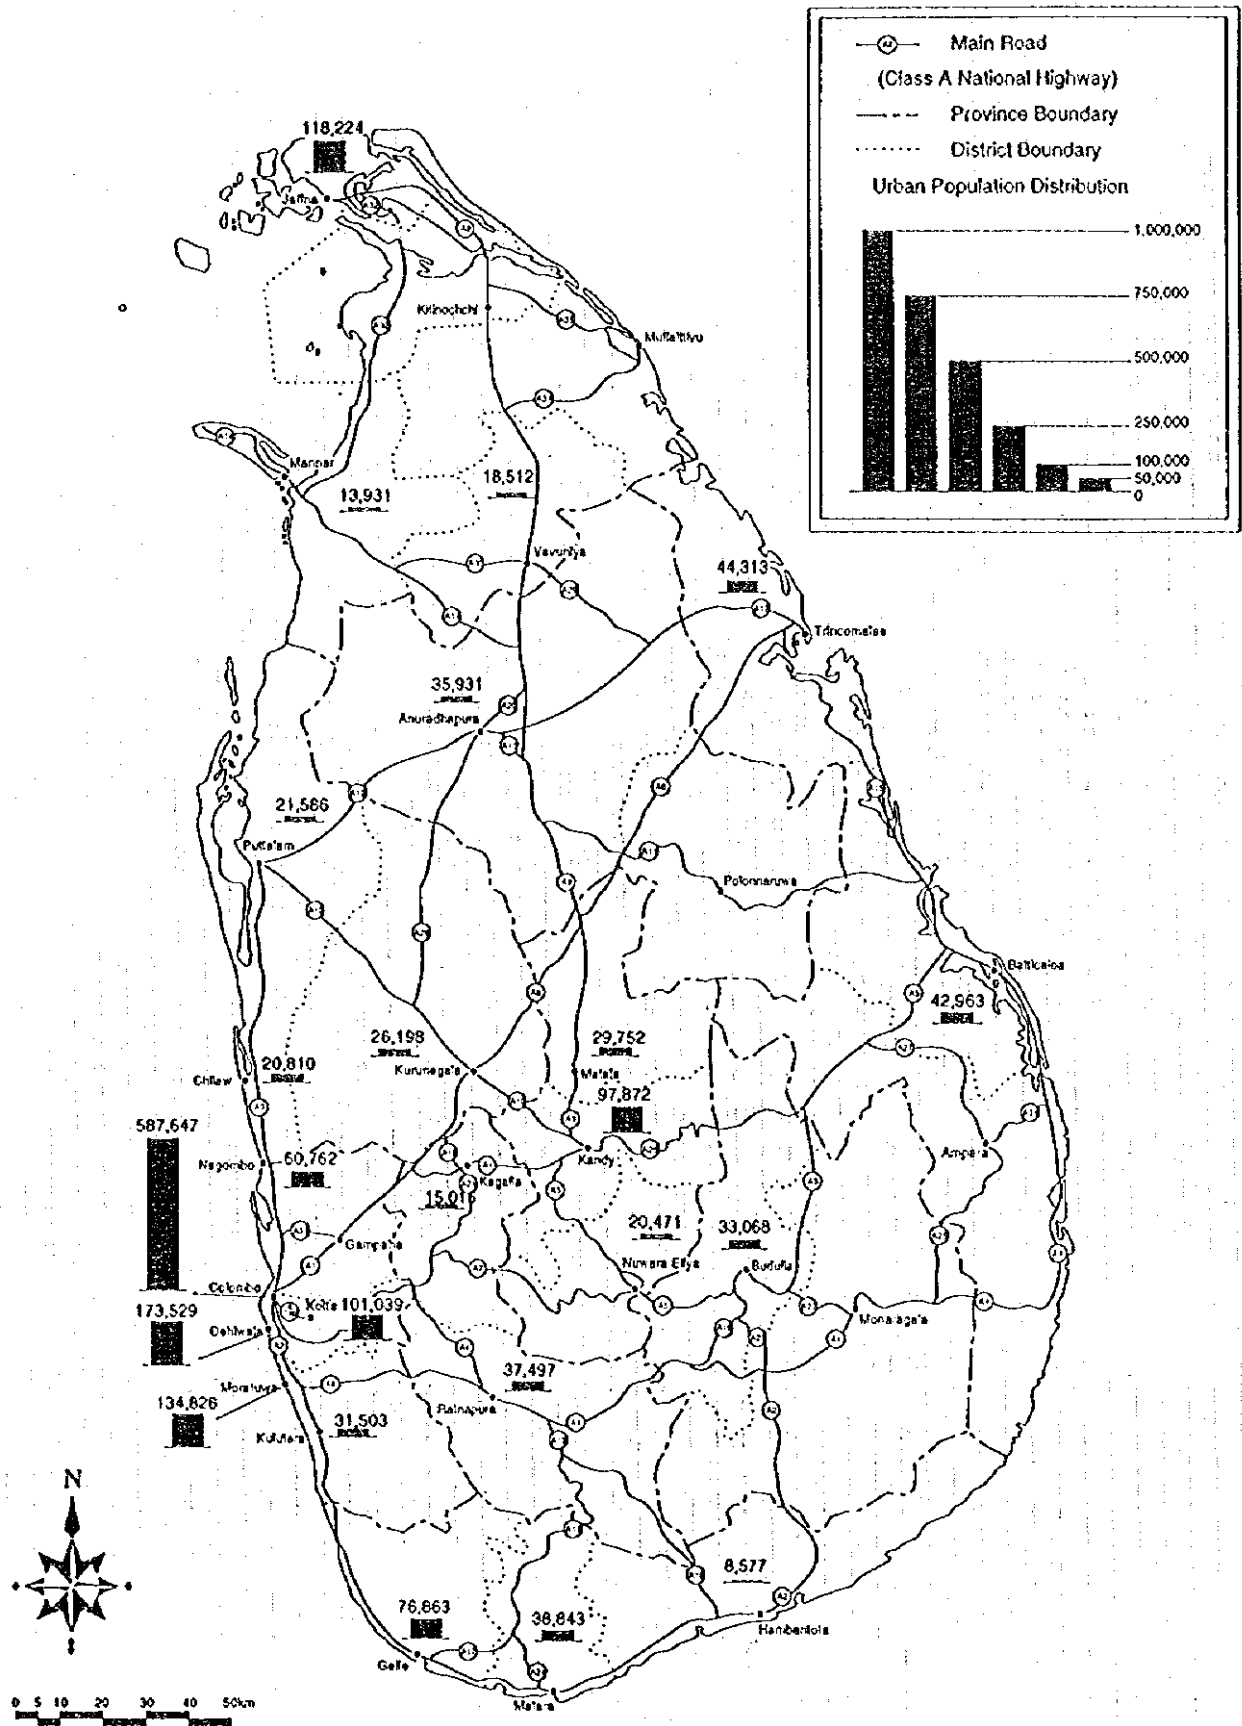 Main Road
(Class A National Highway)
Province Boundary
District Boundary
Urban Population Distribution
1,000,000
750,000
500,000
250,000
100,000
50,000
0
118,224
Jaffna
Kilinochchi
Mullaittivu
Mannar
13,931
18,512
Vavuniya
44,313
Trincomalee
35,931
Anuradhapura
21,586
Puttalam
Polonnaruwa
Batticaloa
42,963
26,198
29,752
20,810
Kurunegala
Matale
Chilaw
97,872
587,647
Negombo
60,762
Kandy
Ampara
Kegalla
15,016
20,471
33,068
Gampaha
Nuwara Eliya
Badulla
Colombo
Kotte 101,039
173,529
Dehiwala
Monaragala
37,497
Moratuwa
134,826
Ratnapura
31,503
Kalutara
N
8,577
76,863
38,843
Hambantota
Galle
Matara
0 5 10 20 30 40 50km